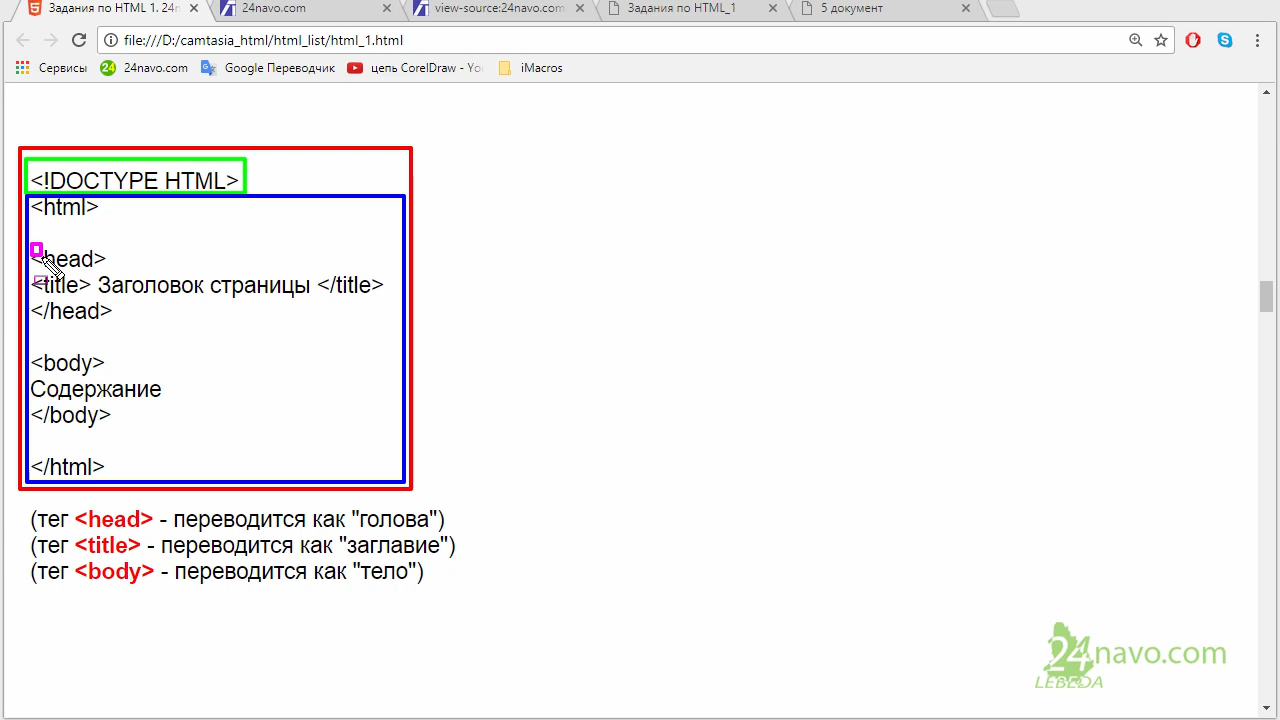 Задания по HTML 1. 24n
24navo.com
view-source:24navo.com
Задания по HTML_1
5 документ
file:///D:/camtasia_html/html_list/html_1.html
Сервисы
24navo.com
Google Переводчик
цепь CorelDraw - You
iMacros
<!DOCTYPE HTML>
<html>
<head>
<title> Заголовок страницы </title>
</head>
<body>
Содержание
</body>
</html>
(тег <head> - переводится как "голова")
(тег <title> - переводится как "заглавие")
(тег <body> - переводится как "тело")
24navo.com
LEBEDA